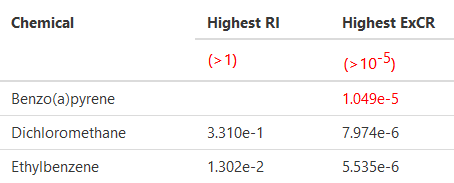 Chemical Highest RI Highest ExCR
(>1) (>10-5)
Benzo(a)pyrene 1.049e-5
Dichloromethane 3.310e-1 7.974e-6
Ethylbenzene 1.302e-2 5.535e-6